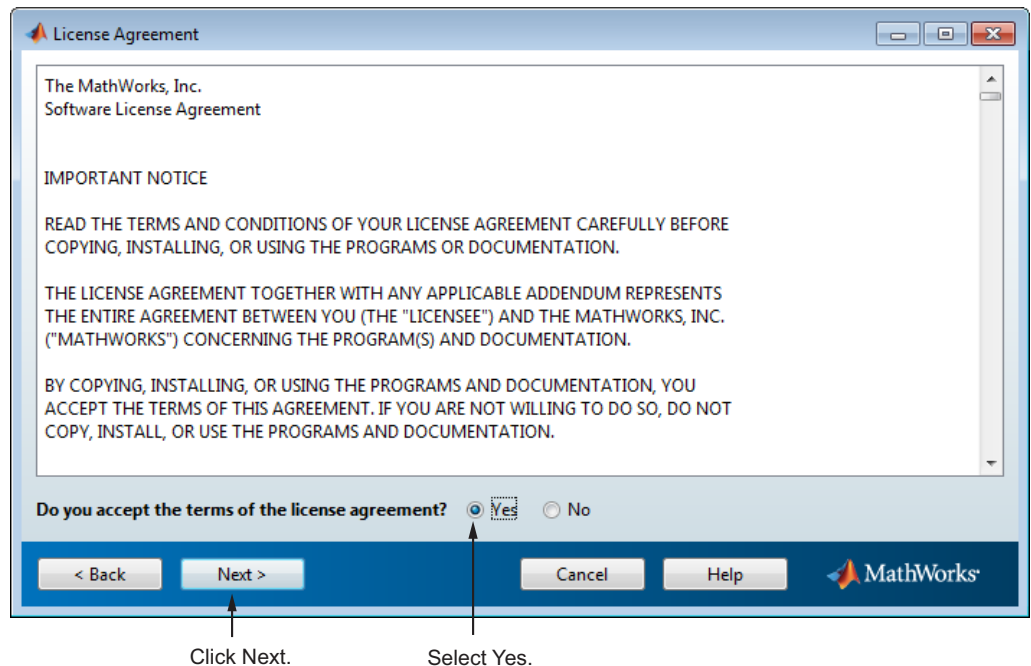 License Agreement
The MathWorks, Inc.
Software License Agreement
IMPORTANT NOTICE
READ THE TERMS AND CONDITIONS OF YOUR LICENSE AGREEMENT CAREFULLY BEFORE
COPYING, INSTALLING, OR USING THE PROGRAMS OR DOCUMENTATION.
THE LICENSE AGREEMENT TOGETHER WITH ANY APPLICABLE ADDENDUM REPRESENTS
THE ENTIRE AGREEMENT BETWEEN YOU (THE "LICENSEE") AND THE MATHWORKS, INC.
("MATHWORKS") CONCERNING THE PROGRAM(S) AND DOCUMENTATION.
BY COPYING, INSTALLING, OR USING THE PROGRAMS AND DOCUMENTATION, YOU
ACCEPT THE TERMS OF THIS AGREEMENT. IF YOU ARE NOT WILLING TO DO SO, DO NOT
COPY, INSTALL, OR USE THE PROGRAMS AND DOCUMENTATION.
Do you accept the terms of the license agreement? Yes No
< Back Next > Cancel Help MathWorks
Click Next. Select Yes.